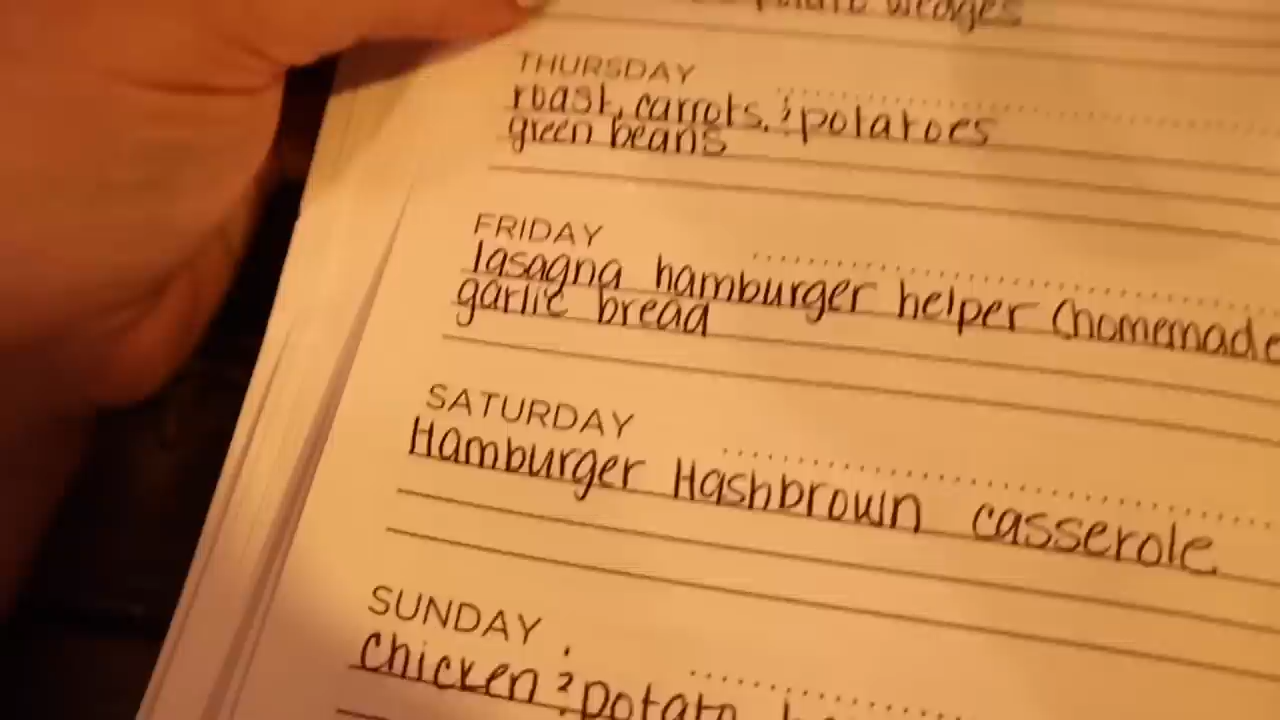 wedges
THURSDAY
roast, carrots, & potatoes
green beans
FRIDAY
lasagna hamburger helper (homemade
garlic bread
SATURDAY
Hamburger Hashbrown casserole
SUNDAY
chicken & potato